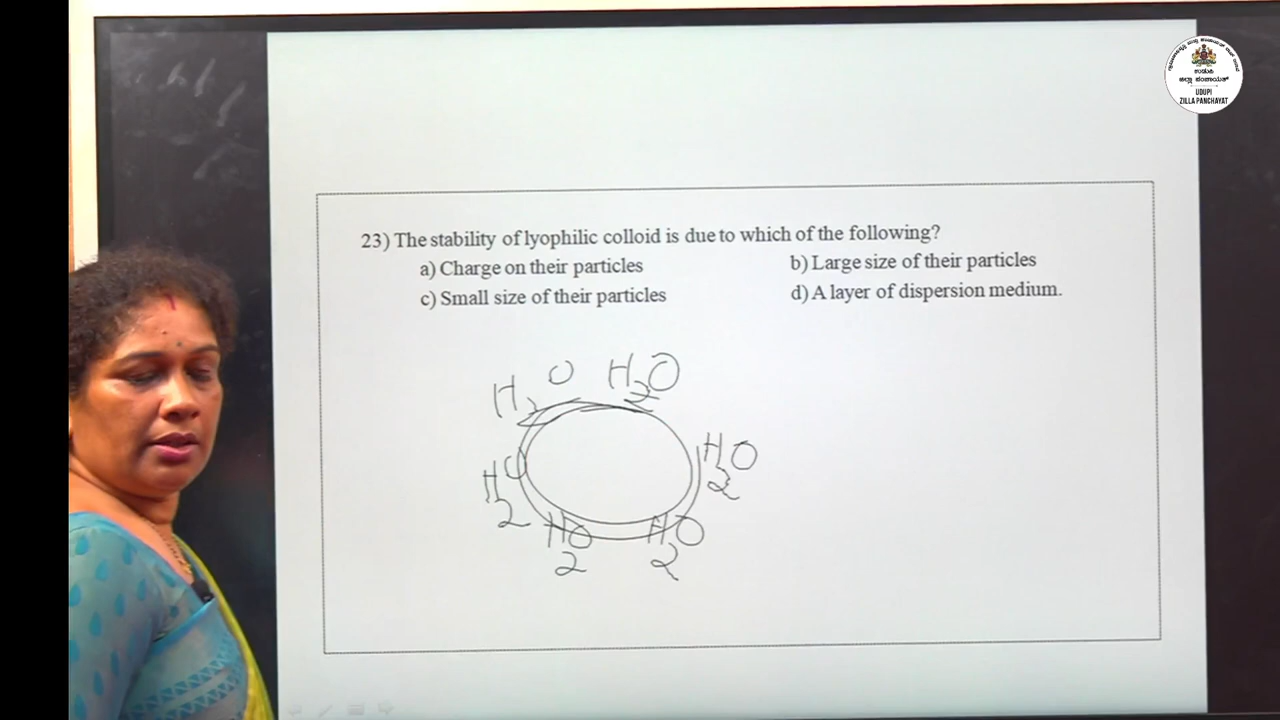 ಉಡುಪಿ
ಜಿಲ್ಲಾ ಪಂಚಾಯತ್
UDUPI
ZILLA PANCHAYAT
23) The stability of lyophilic colloid is due to which of the following?
a) Charge on their particles b) Large size of their particles
c) Small size of their particles d) A layer of dispersion medium.
H2O H2O
H2O
H2O
H2O H2O